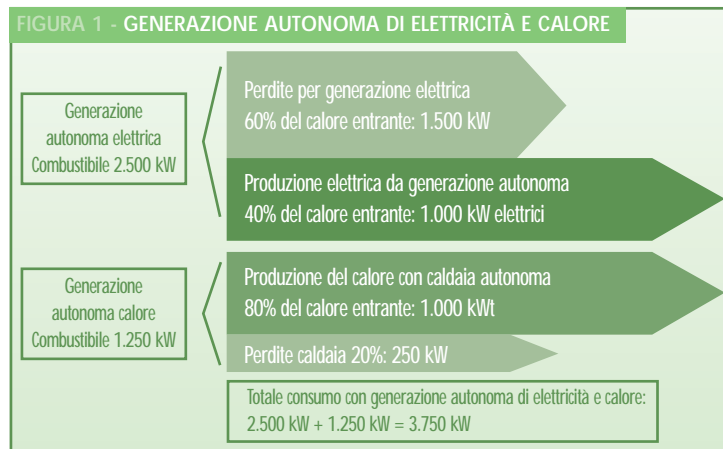 FIGURA 1 - GENERAZIONE AUTONOMA DI ELETTRICITÀ E CALORE
Generazione
autonoma elettrica
Combustibile 2.500 kW
Perdite per generazione elettrica
60% del calore entrante: 1.500 kW
Produzione elettrica da generazione autonoma
40% del calore entrante: 1.000 kW elettrici
Generazione
autonoma calore
Combustibile 1.250 kW
Produzione del calore con caldaia autonoma
80% del calore entrante: 1.000 kWt
Perdite caldaia 20%: 250 kW
Totale consumo con generazione autonoma di elettricità e calore:
2.500 kW + 1.250 kW = 3.750 kW